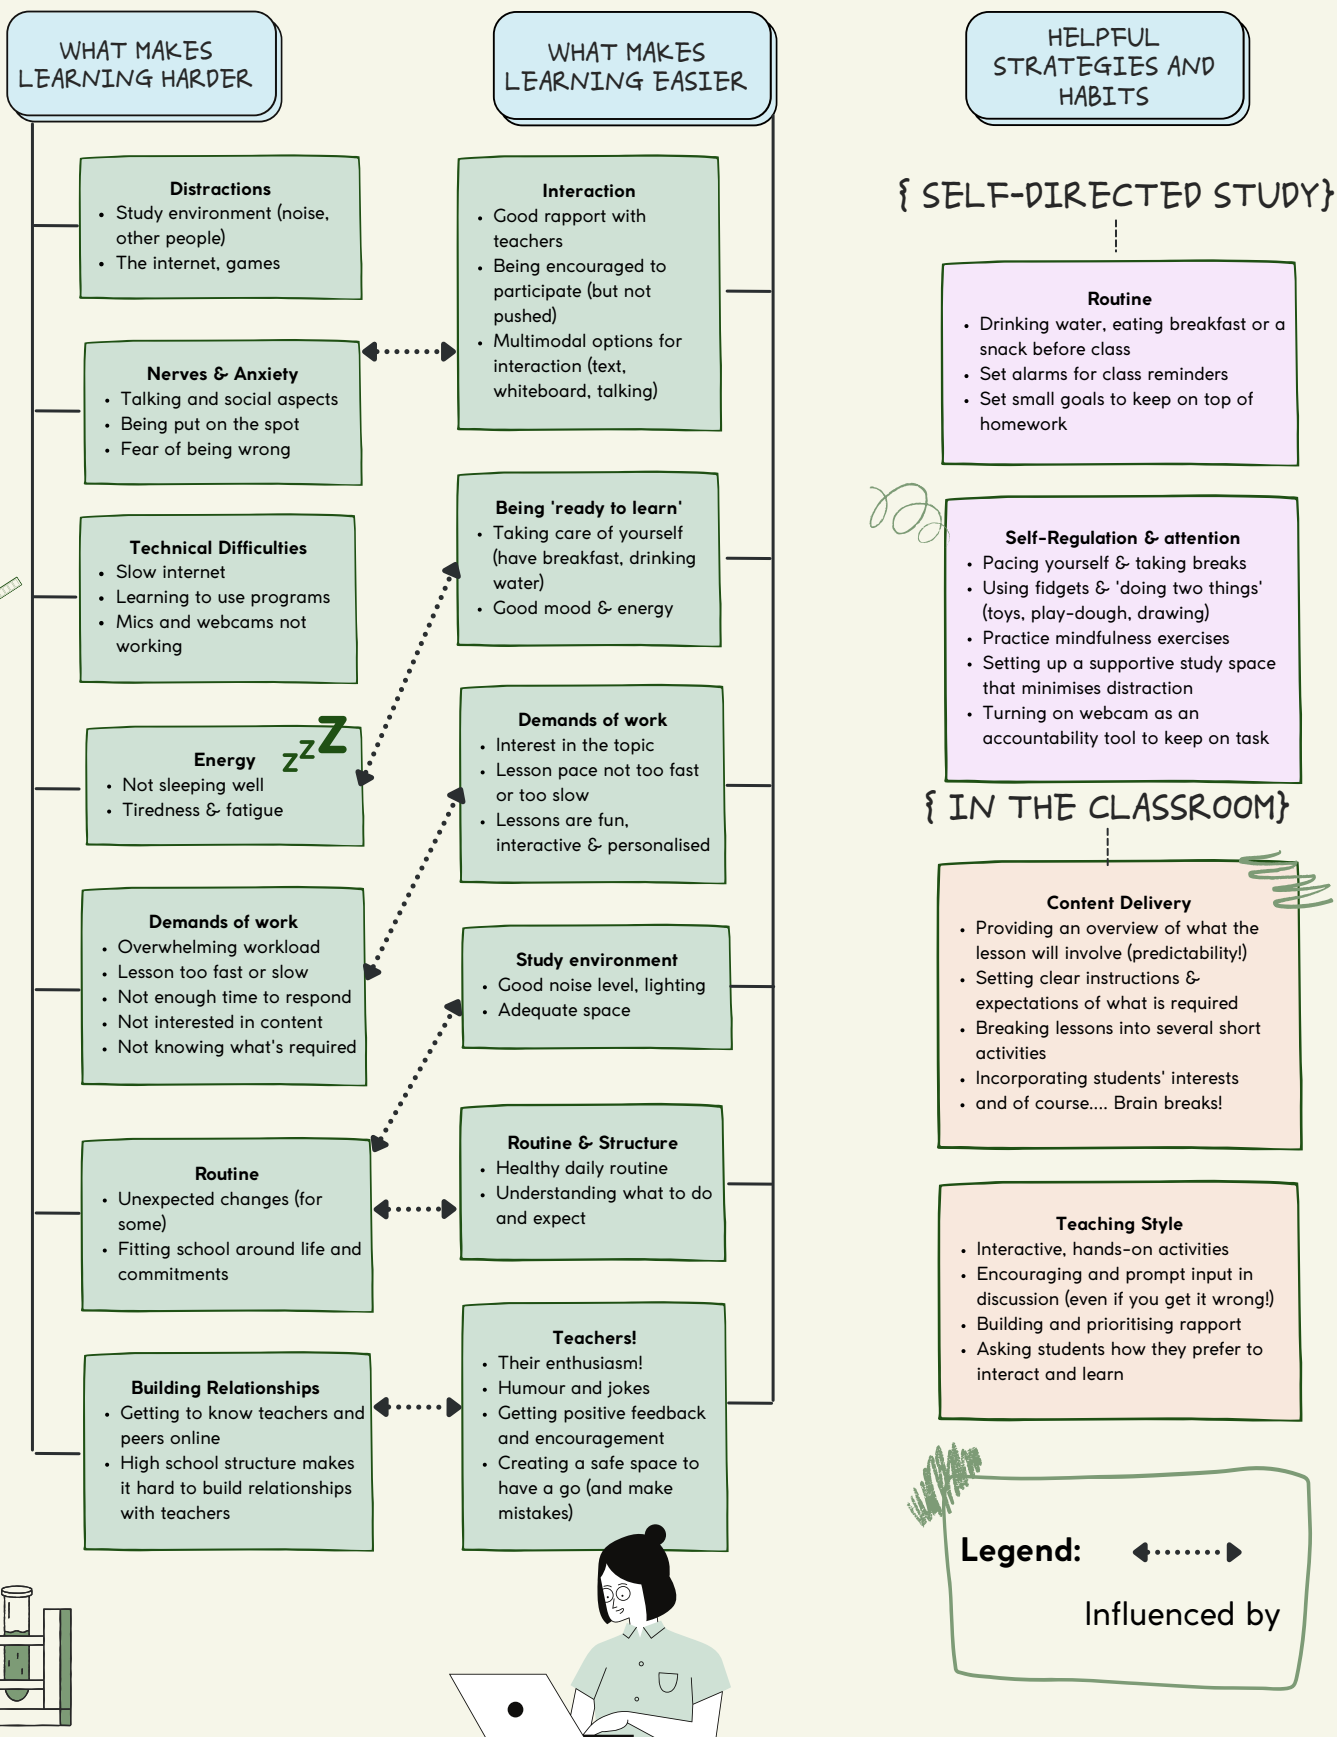 WHAT MAKES
LEARNING HARDER
Distractions
• Study environment (noise,
other people)
• The internet, games
Nerves & Anxiety
• Talking and social aspects
• Being put on the spot
• Fear of being wrong
Technical Difficulties
• Slow internet
• Learning to use programs
• Mics and webcams not
working
Energy
z z Z
• Not sleeping well
• Tiredness & fatigue
Demands of work
• Overwhelming workload
• Lesson too fast or slow
• Not enough time to respond
• Not interested in content
• Not knowing what's required
Routine
• Unexpected changes (for
some)
• Fitting school around life and
commitments
Building Relationships
• Getting to know teachers and
peers online
• High school structure makes
it hard to build relationships
with teachers
WHAT MAKES
LEARNING EASIER
Interaction
• Good rapport with
teachers
• Being encouraged to
participate (but not
pushed)
• Multimodal options for
interaction (text,
whiteboard, talking)
Being 'ready to learn'
• Taking care of yourself
(have breakfast, drinking
water)
• Good mood & energy
Demands of work
• Interest in the topic
• Lesson pace not too fast
or too slow
• Lessons are fun,
interactive & personalised
Study environment
• Good noise level, lighting
• Adequate space
Routine & Structure
• Healthy daily routine
• Understanding what to do
and expect
Teachers!
• Their enthusiasm!
• Humour and jokes
• Getting positive feedback
and encouragement
• Creating a safe space to
have a go (and make
mistakes)
HELPFUL
STRATEGIES AND
HABITS
{ SELF-DIRECTED STUDY}
Routine
• Drinking water, eating breakfast or a
snack before class
• Set alarms for class reminders
• Set small goals to keep on top of
homework
Self-Regulation & attention
• Pacing yourself & taking breaks
• Using fidgets & 'doing two things'
(toys, play-dough, drawing)
• Practice mindfulness exercises
• Setting up a supportive study space
that minimises distraction
• Turning on webcam as an
accountability tool to keep on task
{ IN THE CLASSROOM}
Content Delivery
• Providing an overview of what the
lesson will involve (predictability!)
• Setting clear instructions &
expectations of what is required
• Breaking lessons into several short
activities
• Incorporating students' interests
• and of course.... Brain breaks!
Teaching Style
• Interactive, hands-on activities
• Encouraging and prompt input in
discussion (even if you get it wrong!)
• Building and prioritising rapport
• Asking students how they prefer to
interact and learn
Legend:
Influenced by